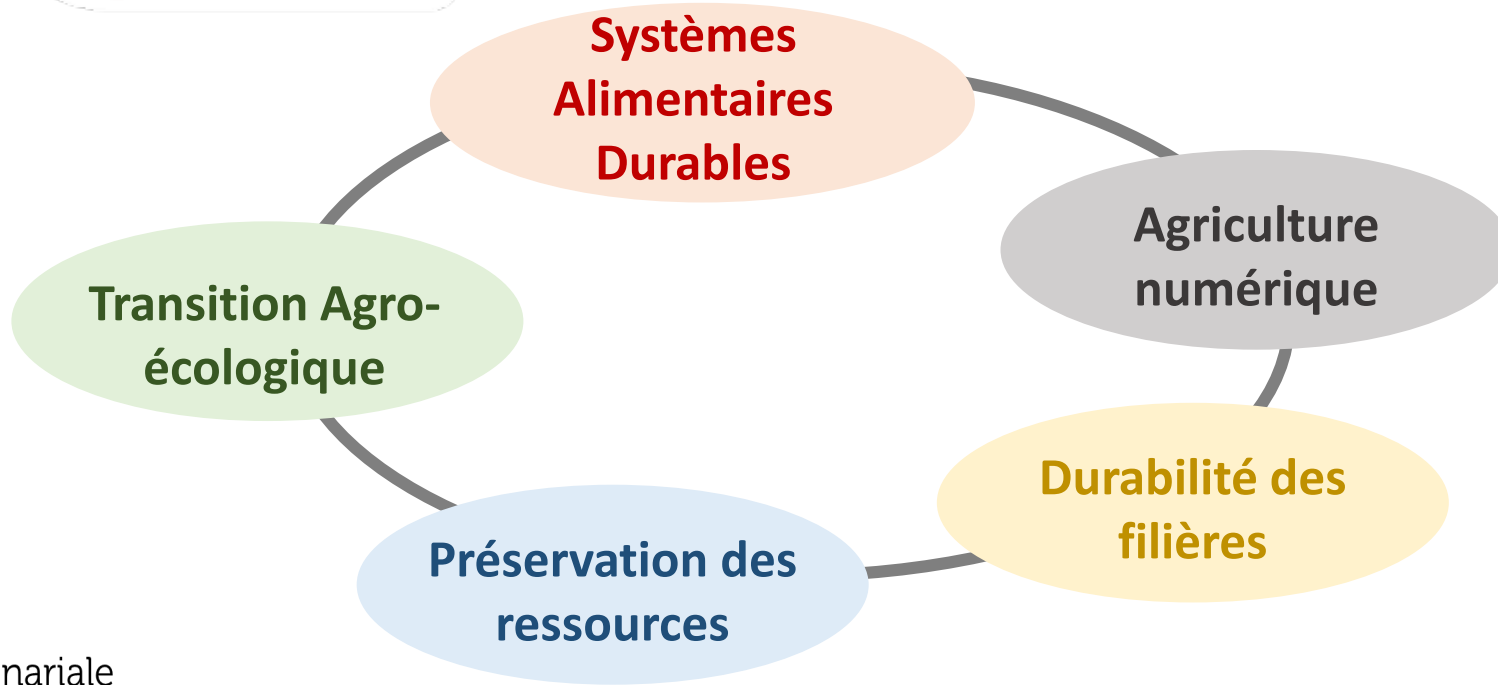 Systèmes
Alimentaires
Durables
Agriculture
numérique
Transition Agro-
écologique
Durabilité des
filières
Préservation des
ressources
nariale